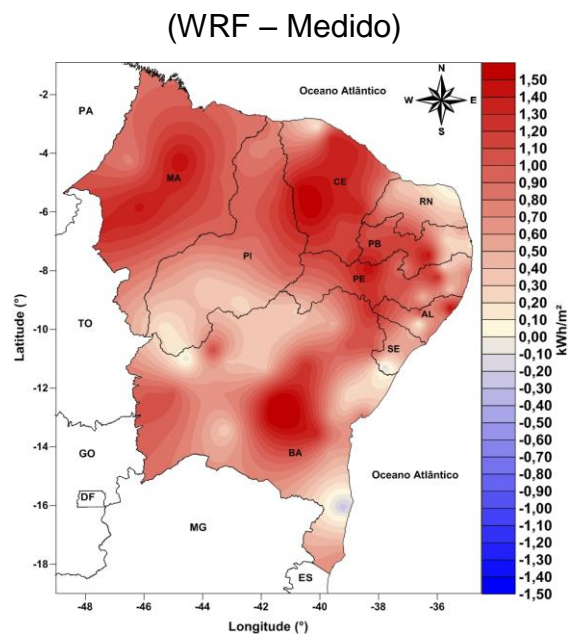 (WRF – Medido)
N
W E
S
Oceano Atlântico
PA
MA
CE
RN
PB
PI
PE
AL
TO
SE
BA
GO
DF
MG
ES
Oceano Atlântico
Latitude (°)
-2
-4
-6
-8
-10
-12
-14
-16
-18
-48 -46 -44 -42 -40 -38 -36
Longitude (°)
1,50
1,40
1,30
1,20
1,10
1,00
0,90
0,80
0,70
0,60
0,50
0,40
0,30
0,20
0,10
0,00
-0,10
-0,20
-0,30
-0,40
-0,50
-0,60
-0,70
-0,80
-0,90
-1,00
-1,10
-1,20
-1,30
-1,40
-1,50
kWh/m²